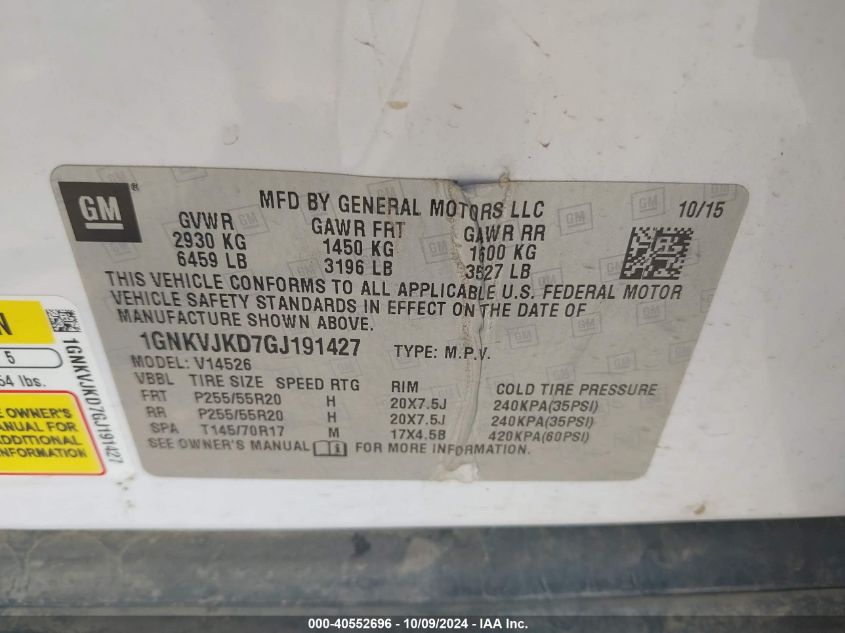 GM ®
MFD BY GENERAL MOTORS LLC 10/15
GVWR GAWR FRT GAWR RR
2930 KG 1450 KG 1600 KG
6459 LB 3196 LB 3527 LB
THIS VEHICLE CONFORMS TO ALL APPLICABLE U.S. FEDERAL MOTOR
VEHICLE SAFETY STANDARDS IN EFFECT ON THE DATE OF
MANUFACTURE SHOWN ABOVE.
1GNKVJKD7GJ191427 TYPE: M.P.V.
MODEL: V14526
VBBL TIRE SIZE SPEED RTG RIM COLD TIRE PRESSURE
FRT P255/55R20 H 20X7.5J 240KPA(35PSI)
RR P255/55R20 H 20X7.5J 240KPA(35PSI)
SPA T145/70R17 M 17X4.5B 420KPA(60PSI)
SEE OWNER'S MANUAL FOR MORE INFORMATION.
N
5
54 lbs.
E OWNER'S
MANUAL FOR
ADDITIONAL
INFORMATION
1GNKVJKD7GJ191427
000-40552696 - 10/09/2024 - IAA Inc.